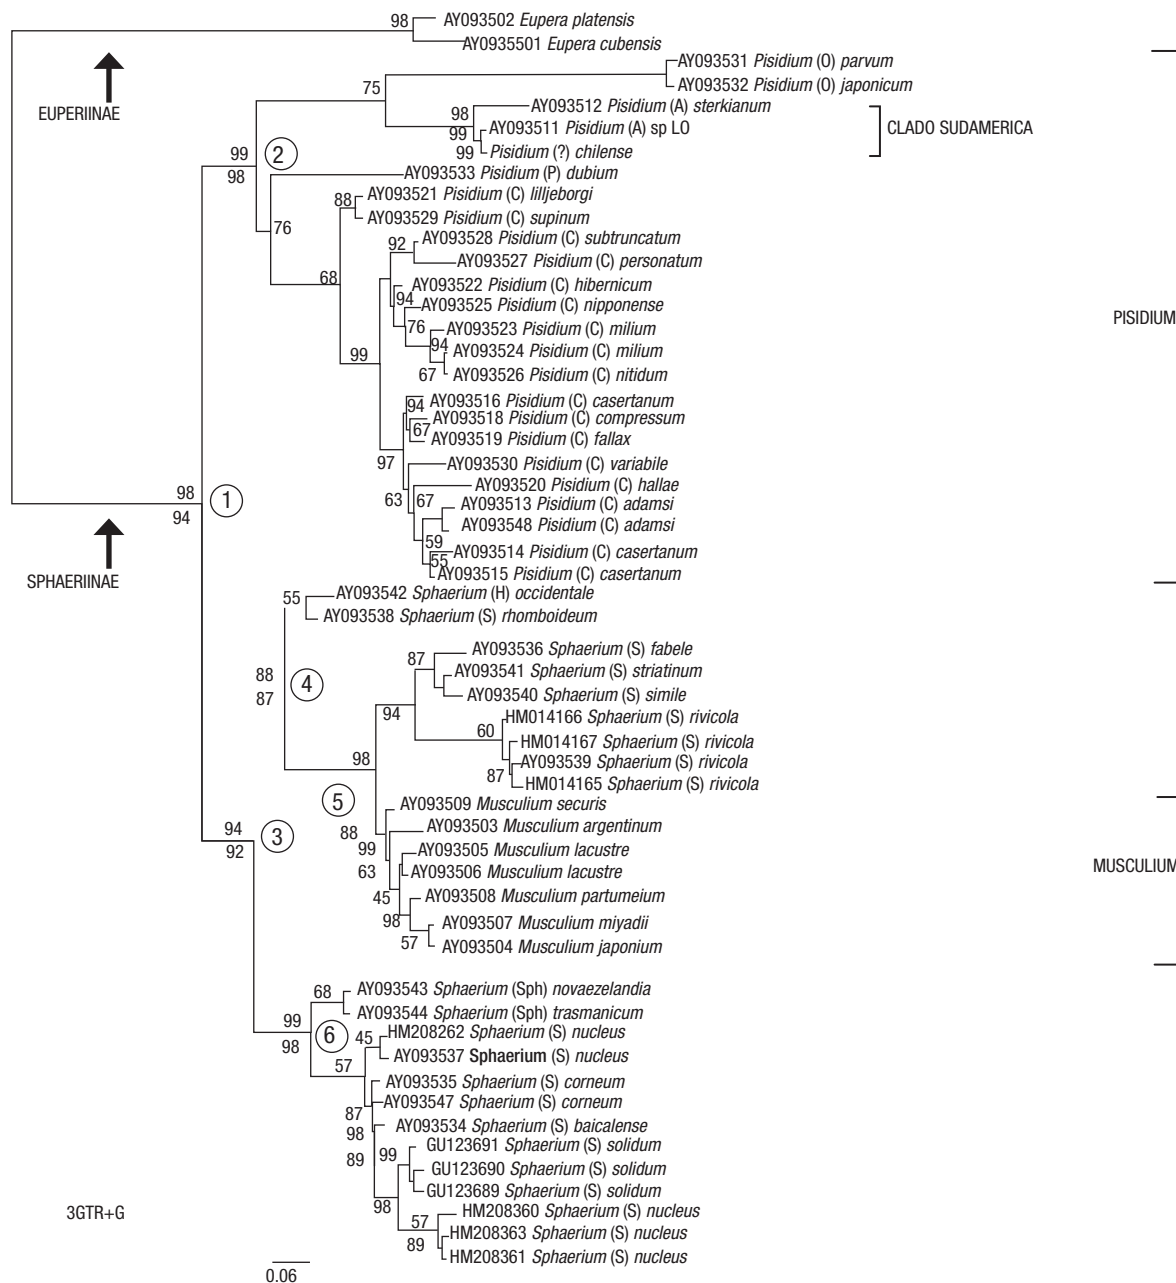 98
AY093502 Eupera platensis
AY0935501 Eupera cubensis
EUPERIINAE
AY093531 Pisidium (O) parvum
75
AY093532 Pisidium (O) japonicum
AY093512 Pisidium (A) sterkianum
98
AY093511 Pisidium (A) sp LO
CLADO SUDAMERICA
99
99 Pisidium (?) chilense
99
98
2
AY093533 Pisidium (P) dubium
AY093521 Pisidium (C) lilljeborgi
88
AY093529 Pisidium (C) supinum
76
AY093528 Pisidium (C) subtruncatum
92
AY093527 Pisidium (C) personatum
68
AY093522 Pisidium (C) hibernicum
94
AY093525 Pisidium (C) nipponense
PISIDIUM
76
AY093523 Pisidium (C) milium
94
AY093524 Pisidium (C) milium
99
67
AY093526 Pisidium (C) nitidum
AY093516 Pisidium (C) casertanum
94
AY093518 Pisidium (C) compressum
67
AY093519 Pisidium (C) fallax
97
AY093530 Pisidium (C) variabile
AY093520 Pisidium (C) hallae
63
67
AY093513 Pisidium (C) adamsi
AY093548 Pisidium (C) adamsi
59
AY093514 Pisidium (C) casertanum
55
AY093515 Pisidium (C) casertanum
98
94
1
SPHAERIINAE
55
AY093542 Sphaerium (H) occidentale
AY093538 Sphaerium (S) rhomboideum
AY093536 Sphaerium (S) fabele
87
AY093541 Sphaerium (S) striatinum
AY093540 Sphaerium (S) simile
88
87
4
94
HM014166 Sphaerium (S) rivicola
60
HM014167 Sphaerium (S) rivicola
AY093539 Sphaerium (S) rivicola
87
HM014165 Sphaerium (S) rivicola
98
5
AY093509 Musculium securis
88
AY093503 Musculium argentinum
99
AY093505 Musculium lacustre
63
AY093506 Musculium lacustre
MUSCULIUM
45
AY093508 Musculium partumeium
98
AY093507 Musculium miyadii
57
AY093504 Musculium japonium
94
92
3
68
AY093543 Sphaerium (Sph) novaezelandia
AY093544 Sphaerium (Sph) trasmanicum
99
98
6
HM208262 Sphaerium (S) nucleus
45
AY093537 Sphaerium (S) nucleus
57
AY093535 Sphaerium (S) corneum
AY093547 Sphaerium (S) corneum
87
98
AY093534 Sphaerium (S) baicalense
GU123691 Sphaerium (S) solidum
89
99
GU123690 Sphaerium (S) solidum
GU123689 Sphaerium (S) solidum
98
HM208360 Sphaerium (S) nucleus
57
HM208363 Sphaerium (S) nucleus
89
HM208361 Sphaerium (S) nucleus
3GTR+G
0.06